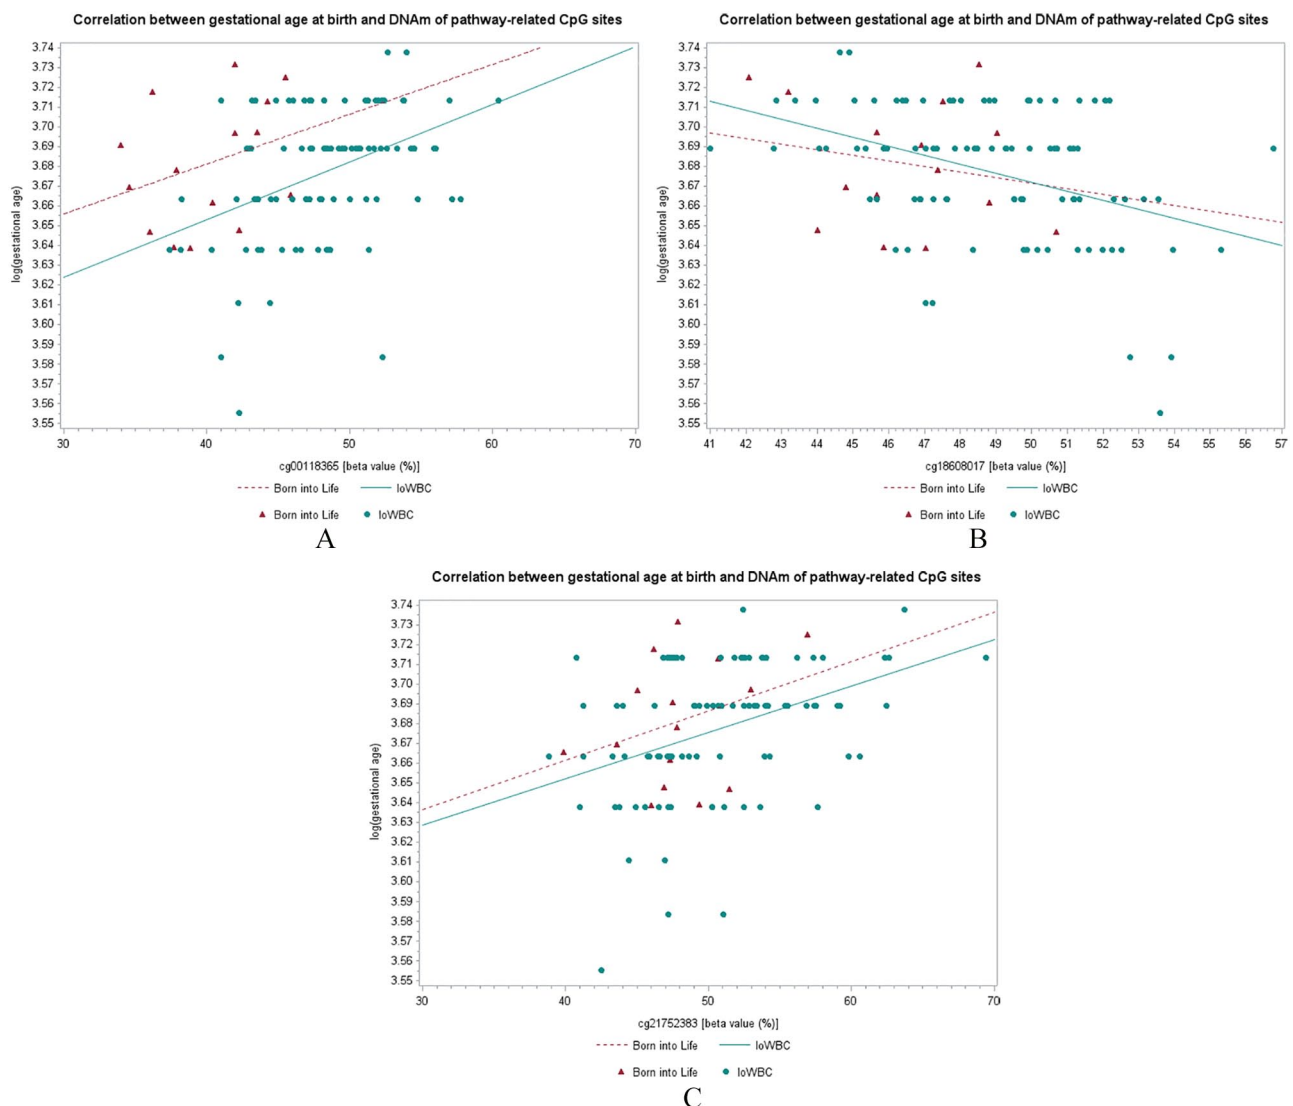 Correlation between gestational age at birth and DNAm of pathway-related CpG sites
3.74
3.73
3.72
3.71
3.70
3.69
3.68
3.67
3.66
3.65
3.64
3.63
3.62
3.61
3.60
3.59
3.58
3.57
3.56
3.55
log(gestational age)
30 40 50 60 70
cg00118365 [beta value (%)]
Born into Life IoWBC
Born into Life IoWBC
A
Correlation between gestational age at birth and DNAm of pathway-related CpG sites
3.74
3.73
3.72
3.71
3.70
3.69
3.68
3.67
3.66
3.65
3.64
3.63
3.62
3.61
3.60
3.59
3.58
3.57
3.56
3.55
log(gestational age)
41 42 43 44 45 46 47 48 49 50 51 52 53 54 55 56 57
cg18608017 [beta value (%)]
Born into Life IoWBC
Born into Life IoWBC
B
Correlation between gestational age at birth and DNAm of pathway-related CpG sites
3.74
3.73
3.72
3.71
3.70
3.69
3.68
3.67
3.66
3.65
3.64
3.63
3.62
3.61
3.60
3.59
3.58
3.57
3.56
3.55
log(gestational age)
30 40 50 60 70
cg21752383 [beta value (%)]
Born into Life IoWBC
Born into Life IoWBC
C